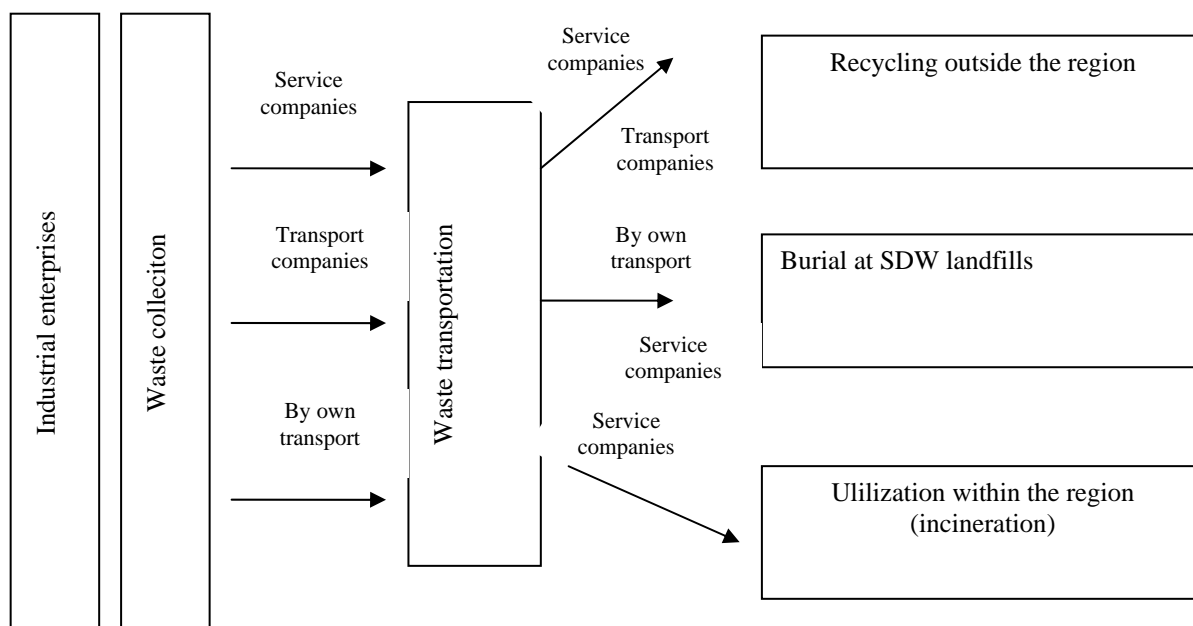 Industrial enterprises
Waste colleciton
Service
companies
Transport
companies
By own
transport
Waste transportation
Service
companies
Transport
companies
By own
transport
Service
companies
Service
companies
Recycling outside the region
Burial at SDW landfills
Ulilization within the region
(incineration)